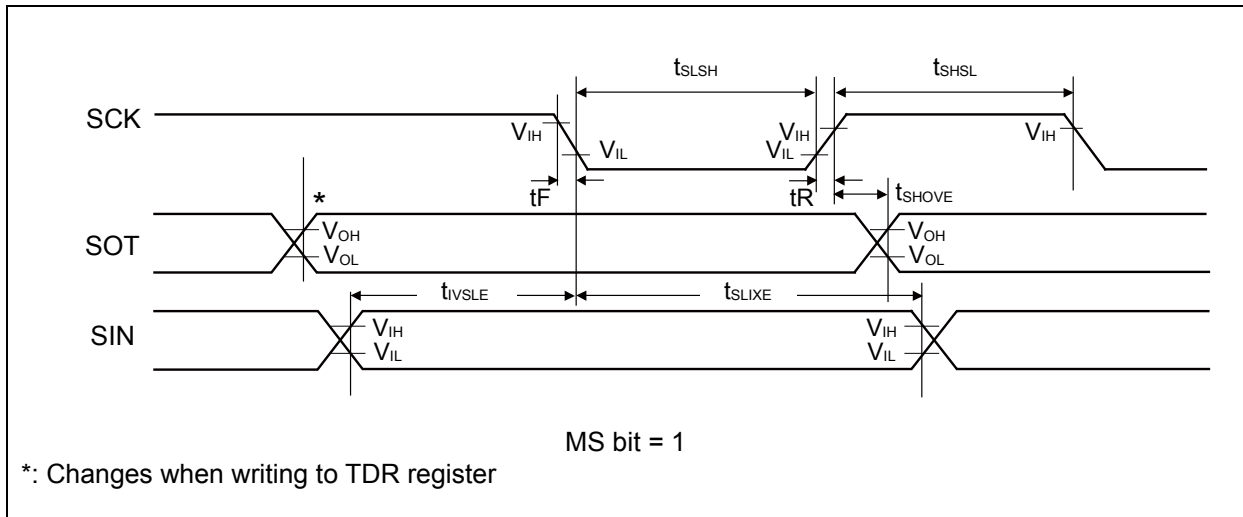 tSLSH tSHSL
SCK VIH VIL VIL VIH VIH
tF tR tSHOVE
*
SOT VOH VOL VOH VOL
tIVSLE tSLIXE
SIN VIH VIL VIH VIL
MS bit = 1
*: Changes when writing to TDR register